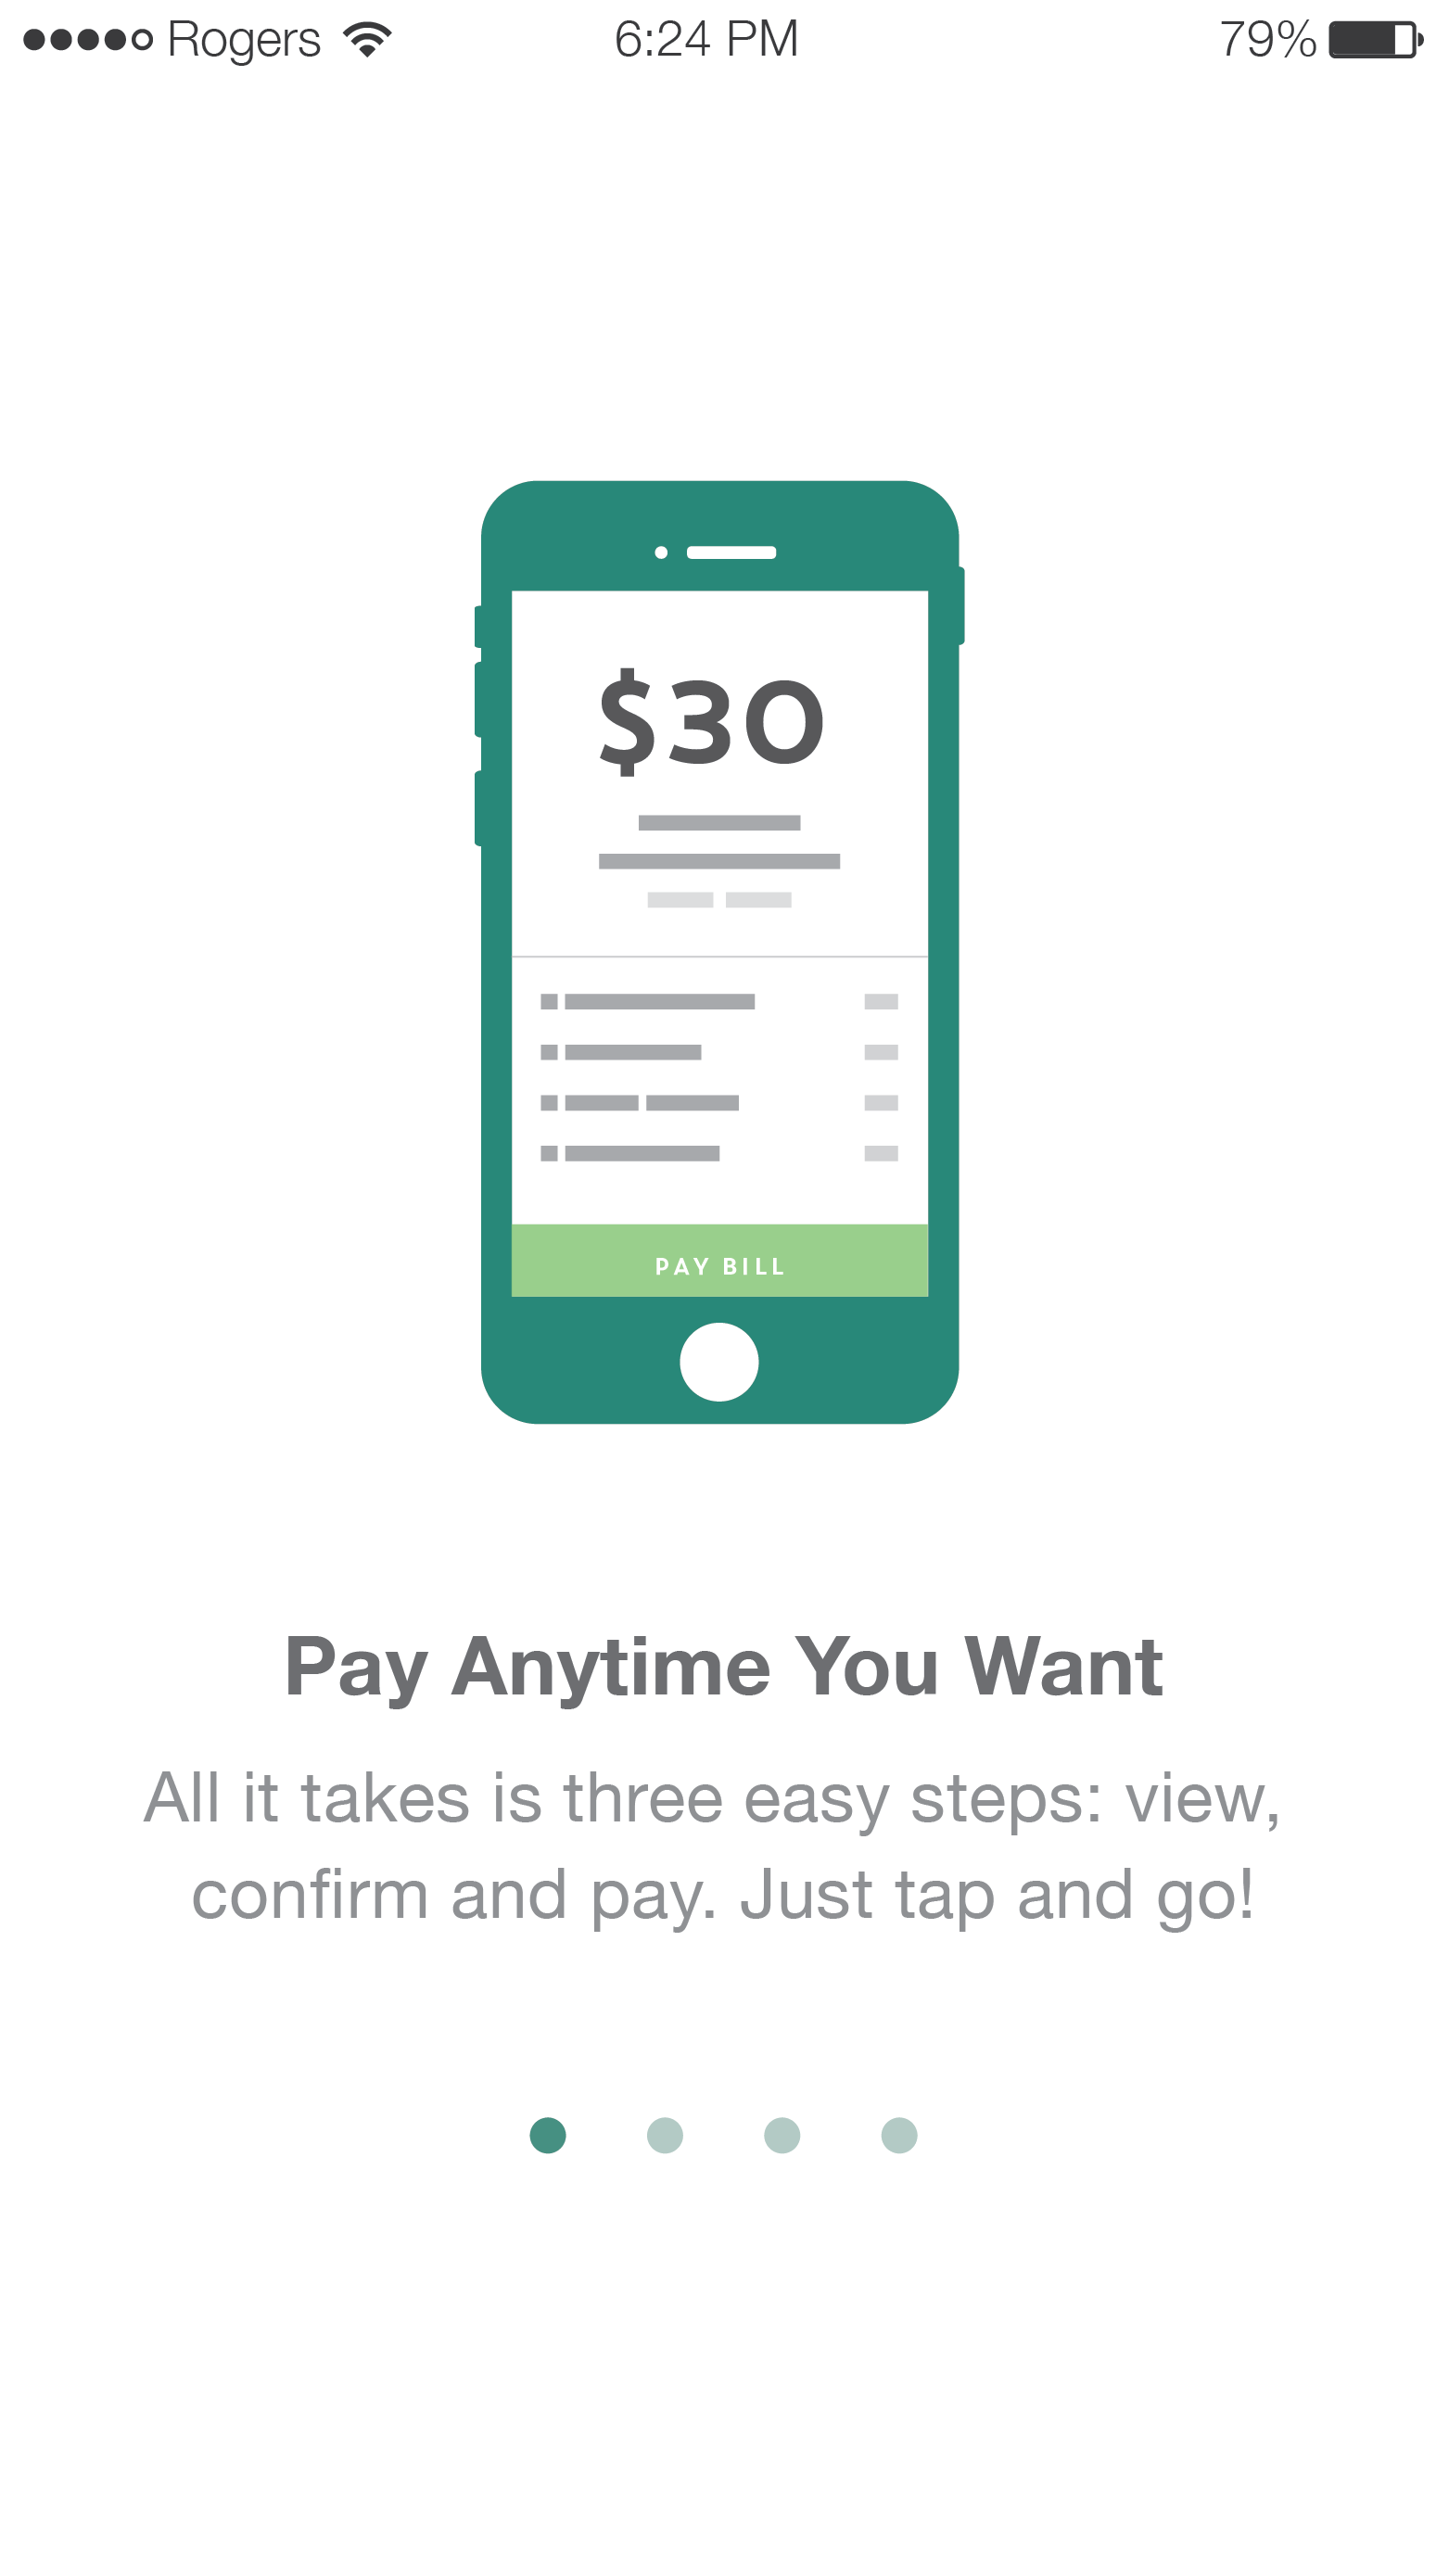 Rogers 6:24 PM 79%
$30
PAY BILL
Pay Anytime You Want
All it takes is three easy steps: view,
confirm and pay. Just tap and go!